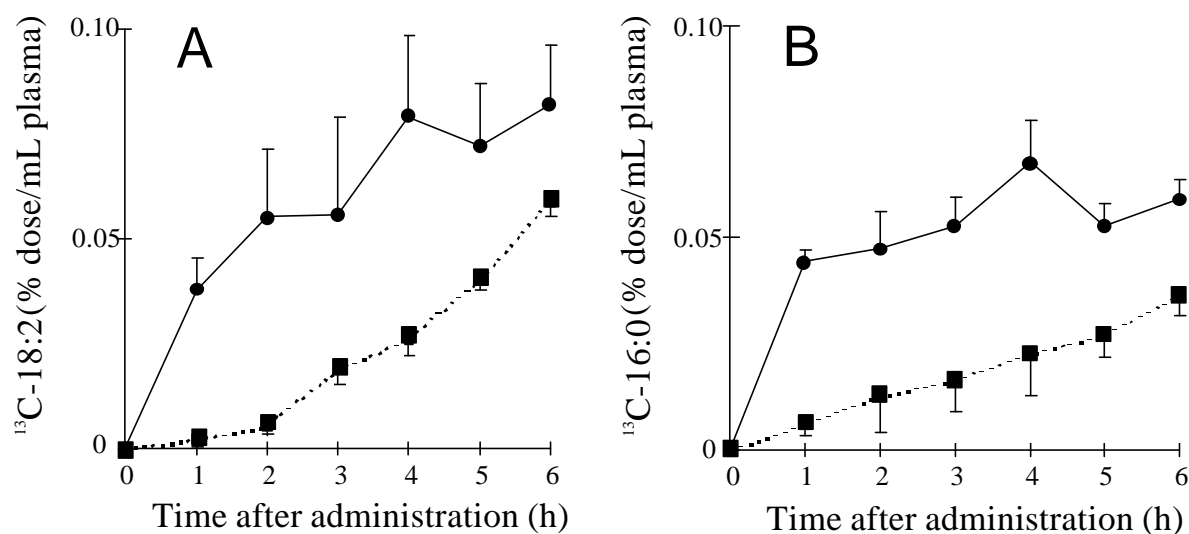 A
¹³C-18:2(% dose/mL plasma)
0.10
0.05
0
0 1 2 3 4 5 6
Time after administration (h)
B
¹³C-16:0(% dose/mL plasma)
0.10
0.05
0
0 1 2 3 4 5 6
Time after administration (h)